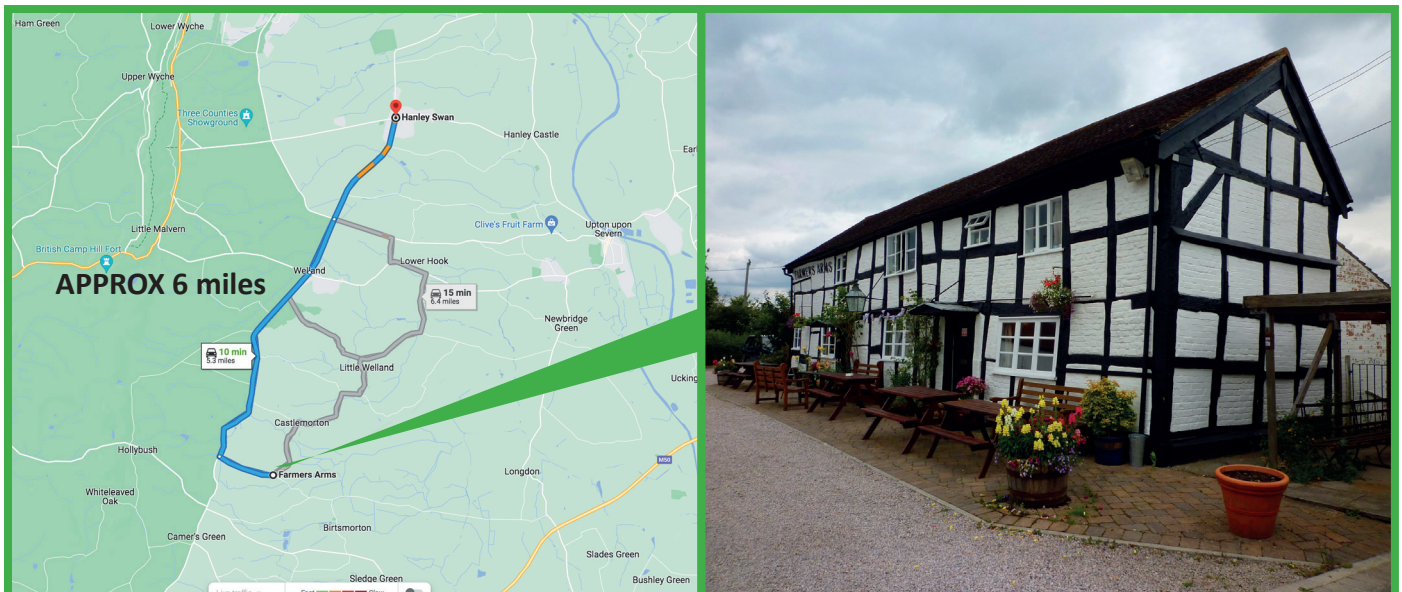 Ham Green
Lower Wyche
Upper Wyche
Three Counties
Showground
Hanley Swan
Hanley Castle
Little Malvern
Clive's Fruit Farm
Upton upon
Severn
British Camp Hill Fort
APPROX 6 miles
Welland
Lower Hook
15 min
6.4 miles
Newbridge
Green
10 min
5.3 miles
Little Welland
Castlemorton
Hollybush
Farmers Arms
Longdon
M50
Whiteleaved
Oak
Birtsmorton
Camer's Green
Slades Green
Sledge Green
Bushley Green
FARMERS ARMS